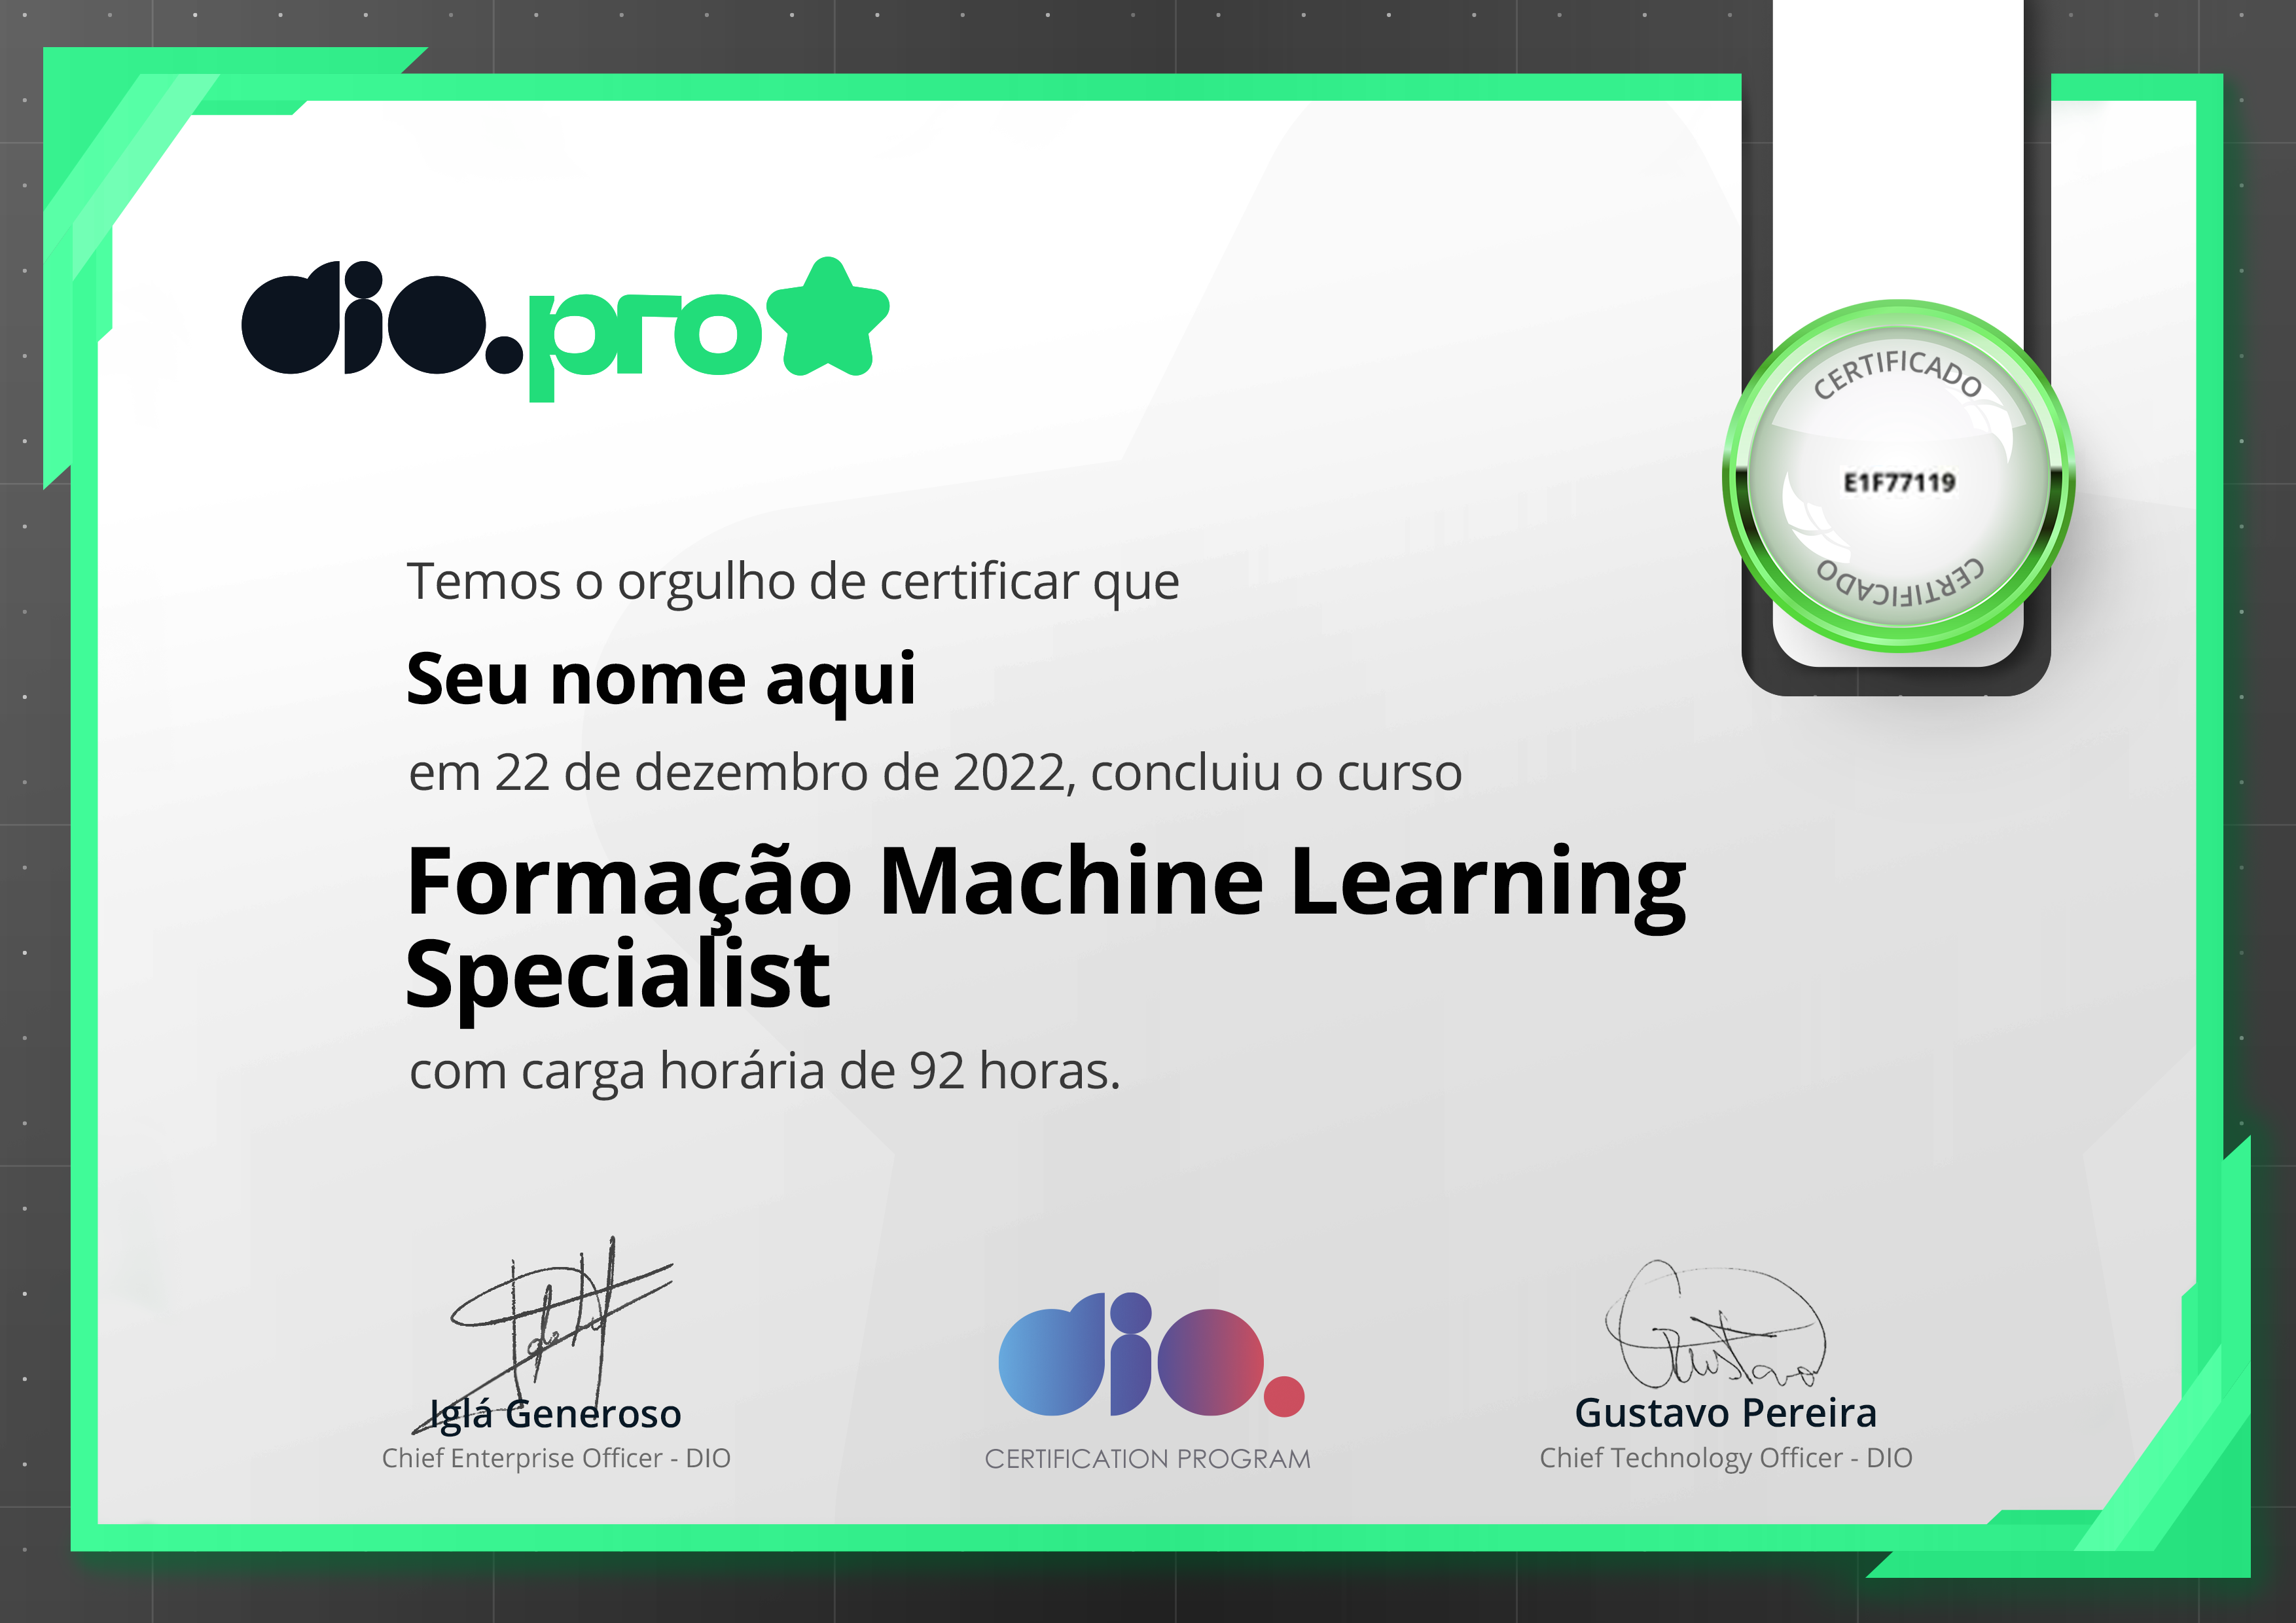 dio.pro
CERTIFICADO
E1F77119
CERTIFICADO
Temos o orgulho de certificar que
Seu nome aqui
em 22 de dezembro de 2022, concluiu o curso
Formação Machine Learning
Specialist
com carga horária de 92 horas.
Gustavo
dio.
Iglá Generoso
Gustavo Pereira
Chief Enterprise Officer - DIO
CERTIFICATION PROGRAM
Chief Technology Officer - DIO